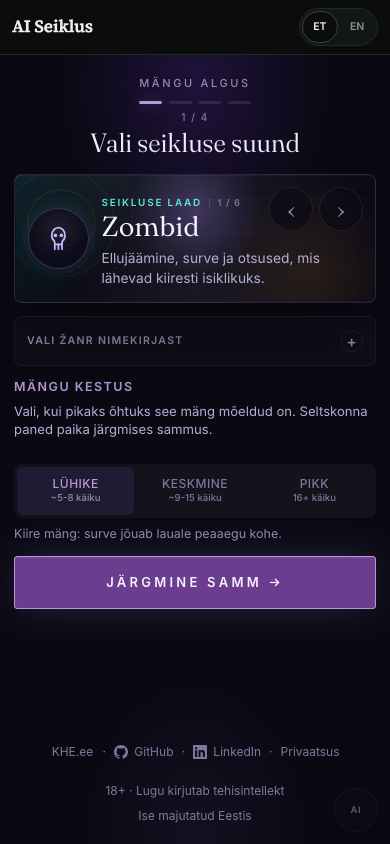 AI Seiklus
ET EN
MÄNGU ALGUS
1 / 4
Vali seikluse suund
SEIKLUSE LAAD | 1 / 6
Zombid
Ellujäämine, surve ja otsused, mis
lähevad kiiresti isiklikuks.
VALI ŽANR NIMEKIRJAST
MÄNGU KESTUS
Vali, kui pikaks õhtuks see mäng mõeldud on. Seltskonna
paned paika järgmises sammus.
LÜHIKE KESKMINE PIKK
~5-8 käiku ~9-15 käiku 16+ käiku
Kiire mäng: surve jõuab lauale peaaegu kohe.
JÄRGMINE SAMM →
KHE.ee · GitHub · LinkedIn · Privaatsus
18+ · Lugu kirjutab tehisintellekt
Ise majutatud Eestis
AI